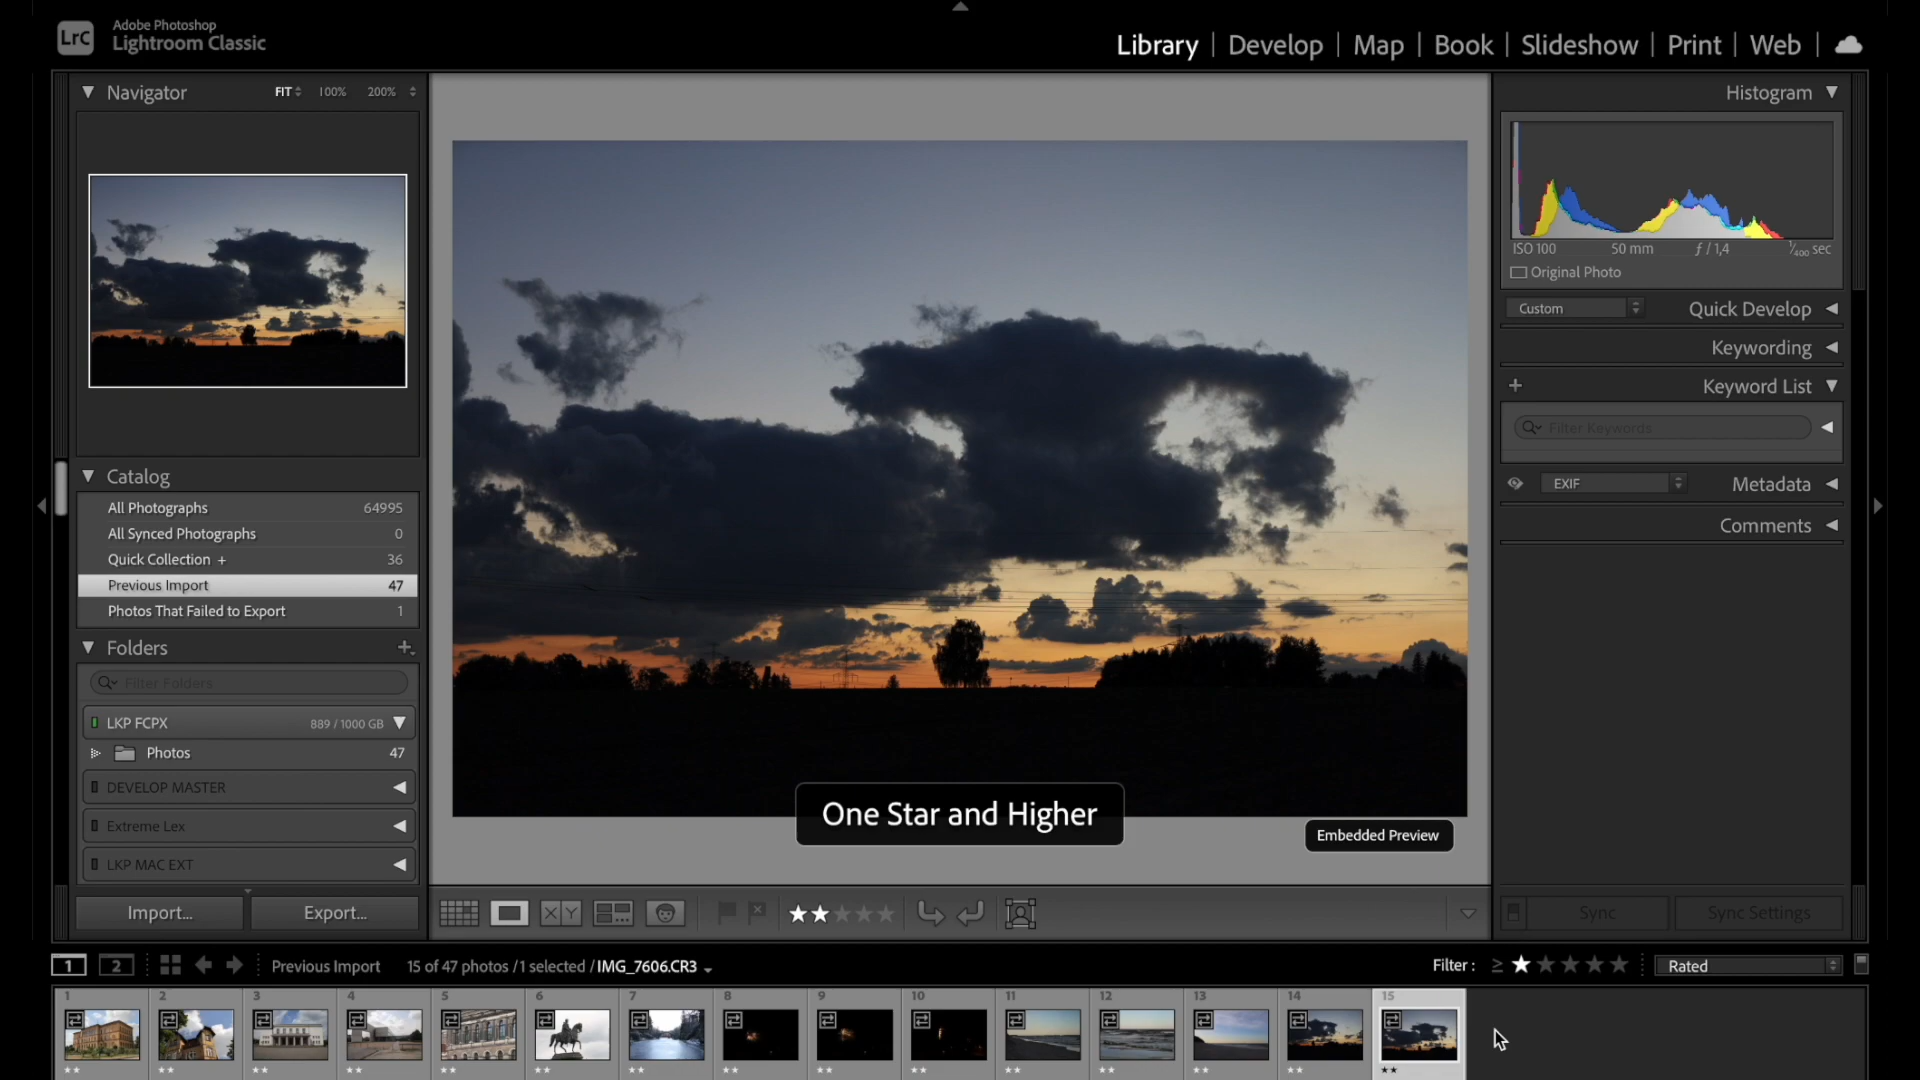 LrC
Adobe Photoshop
Lightroom Classic
Library | Develop | Map | Book | Slideshow | Print | Web |
Navigator FIT 100% 200%
Histogram
ISO 100 50 mm ƒ / 1,4 1/400 sec
Original Photo
Custom Quick Develop
Keywording
+ Keyword List
Filter Keywords
EXIF Metadata
Comments
Catalog
All Photographs 64995
All Synced Photographs 0
Quick Collection + 36
Previous Import 47
Photos That Failed to Export 1
Folders +
Filter Folders
LKP FCPX 889 / 1000 GB
Photos 47
DEVELOP MASTER
Extreme Lex
LKP MAC EXT
Import... Export...
One Star and Higher
Embedded Preview
X Y
Sync Sync Settings
1 2 Previous Import 15 of 47 photos / 1 selected / IMG_7606.CR3
Filter : ≥ ★★★★★ Rated
1 2 3 4 5 6 7 8 9 10 11 12 13 14 15